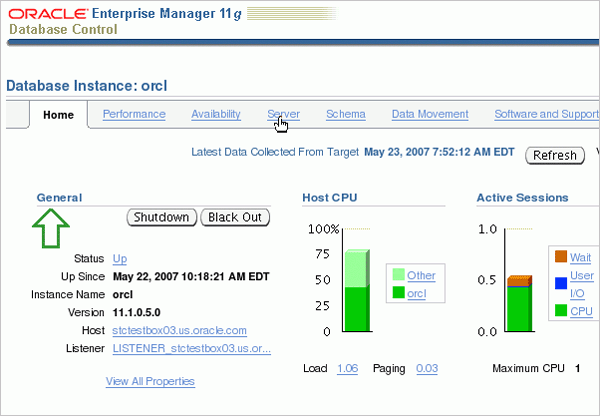 ORACLE Enterprise Manager 11g
Database Control
Database Instance: orcl
Home Performance Availability Server Schema Data Movement Software and Support
Latest Data Collected From Target May 23, 2007 7:52:12 AM EDT Refresh
General
Shutdown Black Out
Status Up
Up Since May 22, 2007 10:18:21 AM EDT
Instance Name orcl
Version 11.1.0.5.0
Host stctestbox03.us.oracle.com
Listener LISTENER_stctestbox03.us.or...
View All Properties
Host CPU
100%
75
50
25
0
Other
orcl
Load 1.06 Paging 0.03
Active Sessions
1.0
0.5
0.0
Wait
User
I/O
CPU
Maximum CPU 1